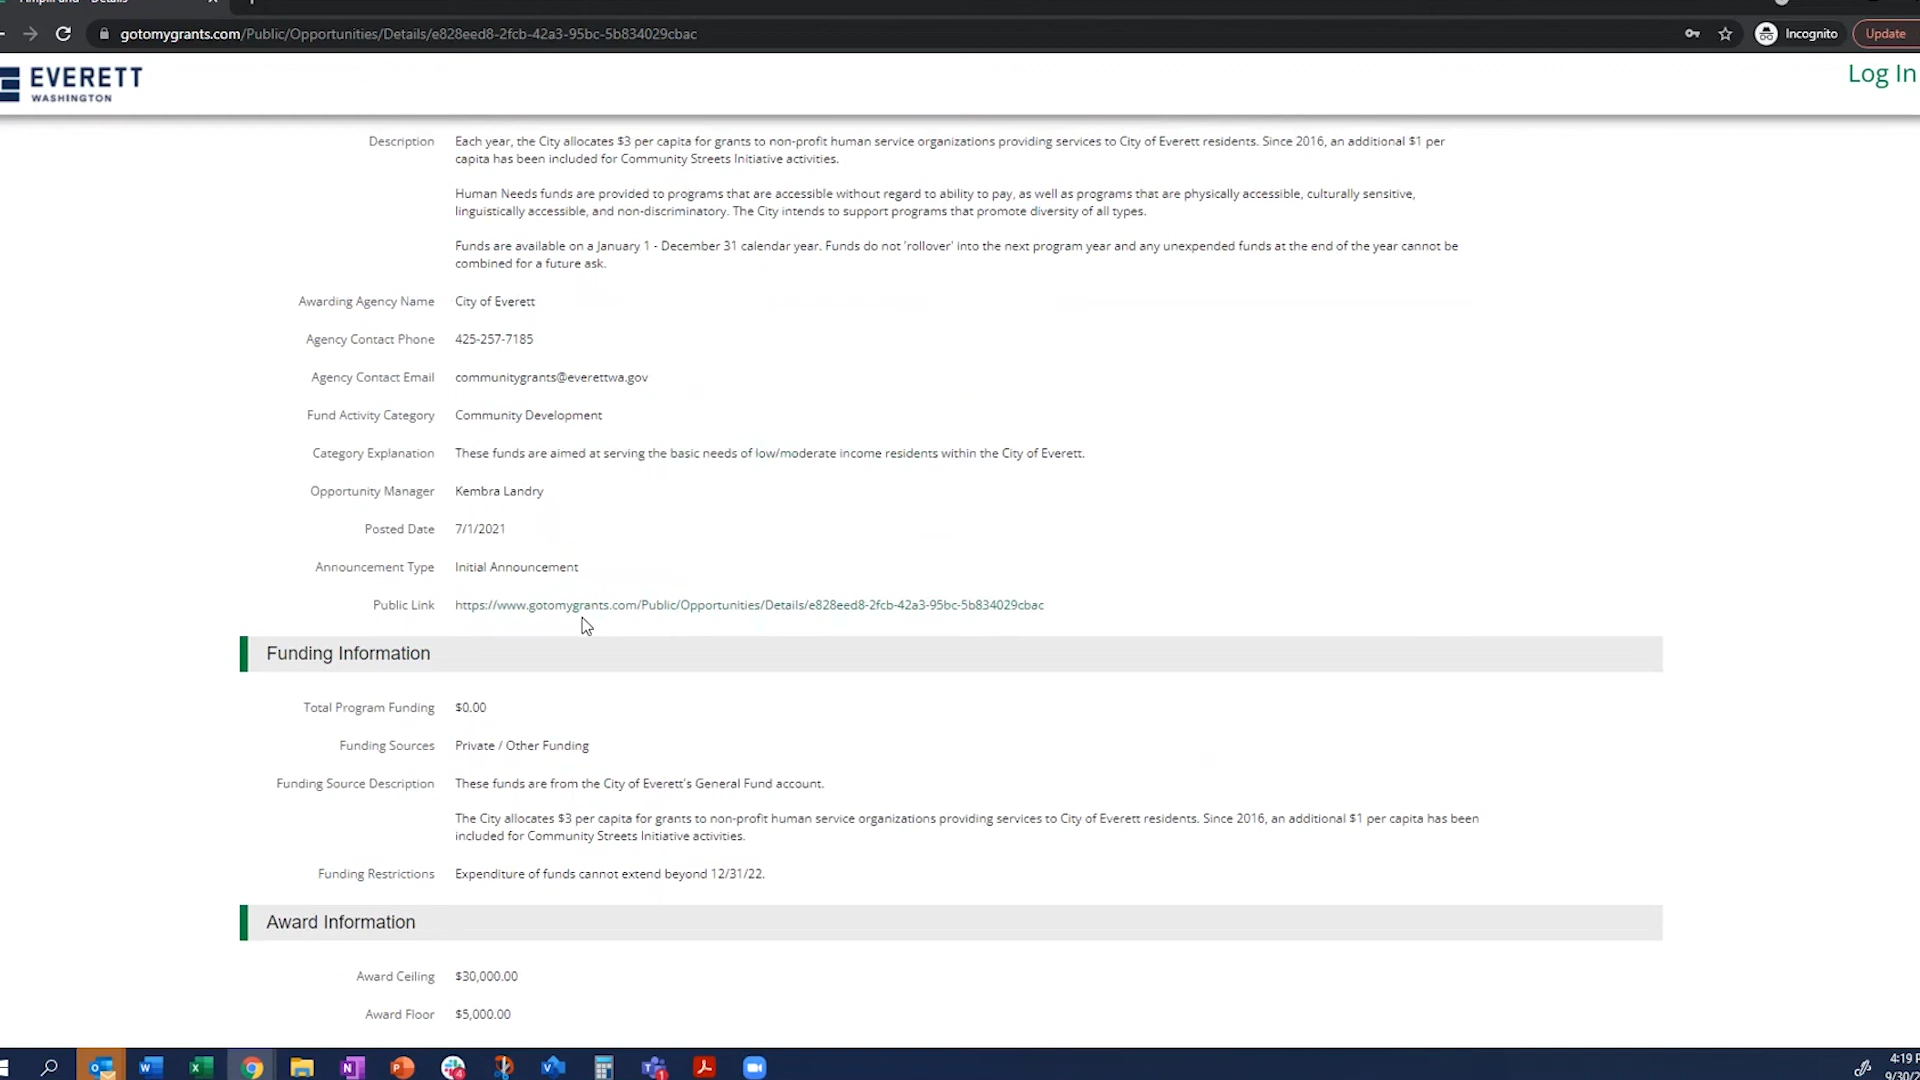 gotomygrants.com/Public/Opportunities/Details/e828eed8-2fcb-42a3-95bc-5b834029cbac
Incognito
Update
EVERETT
WASHINGTON
Log In
Description
Each year, the City allocates $3 per capita for grants to non-profit human service organizations providing services to City of Everett residents. Since 2016, an additional $1 per
capita has been included for Community Streets Initiative activities.
Human Needs funds are provided to programs that are accessible without regard to ability to pay, as well as programs that are physically accessible, culturally sensitive,
linguistically accessible, and non-discriminatory. The City intends to support programs that promote diversity of all types.
Funds are available on a January 1 - December 31 calendar year. Funds do not 'rollover' into the next program year and any unexpended funds at the end of the year cannot be
combined for a future ask.
Awarding Agency Name City of Everett
Agency Contact Phone 425-257-7185
Agency Contact Email communitygrants@everettwa.gov
Fund Activity Category Community Development
Category Explanation These funds are aimed at serving the basic needs of low/moderate income residents within the City of Everett.
Opportunity Manager Kembra Landry
Posted Date 7/1/2021
Announcement Type Initial Announcement
Public Link https://www.gotomygrants.com/Public/Opportunities/Details/e828eed8-2fcb-42a3-95bc-5b834029cbac
Funding Information
Total Program Funding $0.00
Funding Sources Private / Other Funding
Funding Source Description These funds are from the City of Everett's General Fund account.
The City allocates $3 per capita for grants to non-profit human service organizations providing services to City of Everett residents. Since 2016, an additional $1 per capita has been
included for Community Streets Initiative activities.
Funding Restrictions Expenditure of funds cannot extend beyond 12/31/22.
Award Information
Award Ceiling $30,000.00
Award Floor $5,000.00
4:19 P
9/30/2